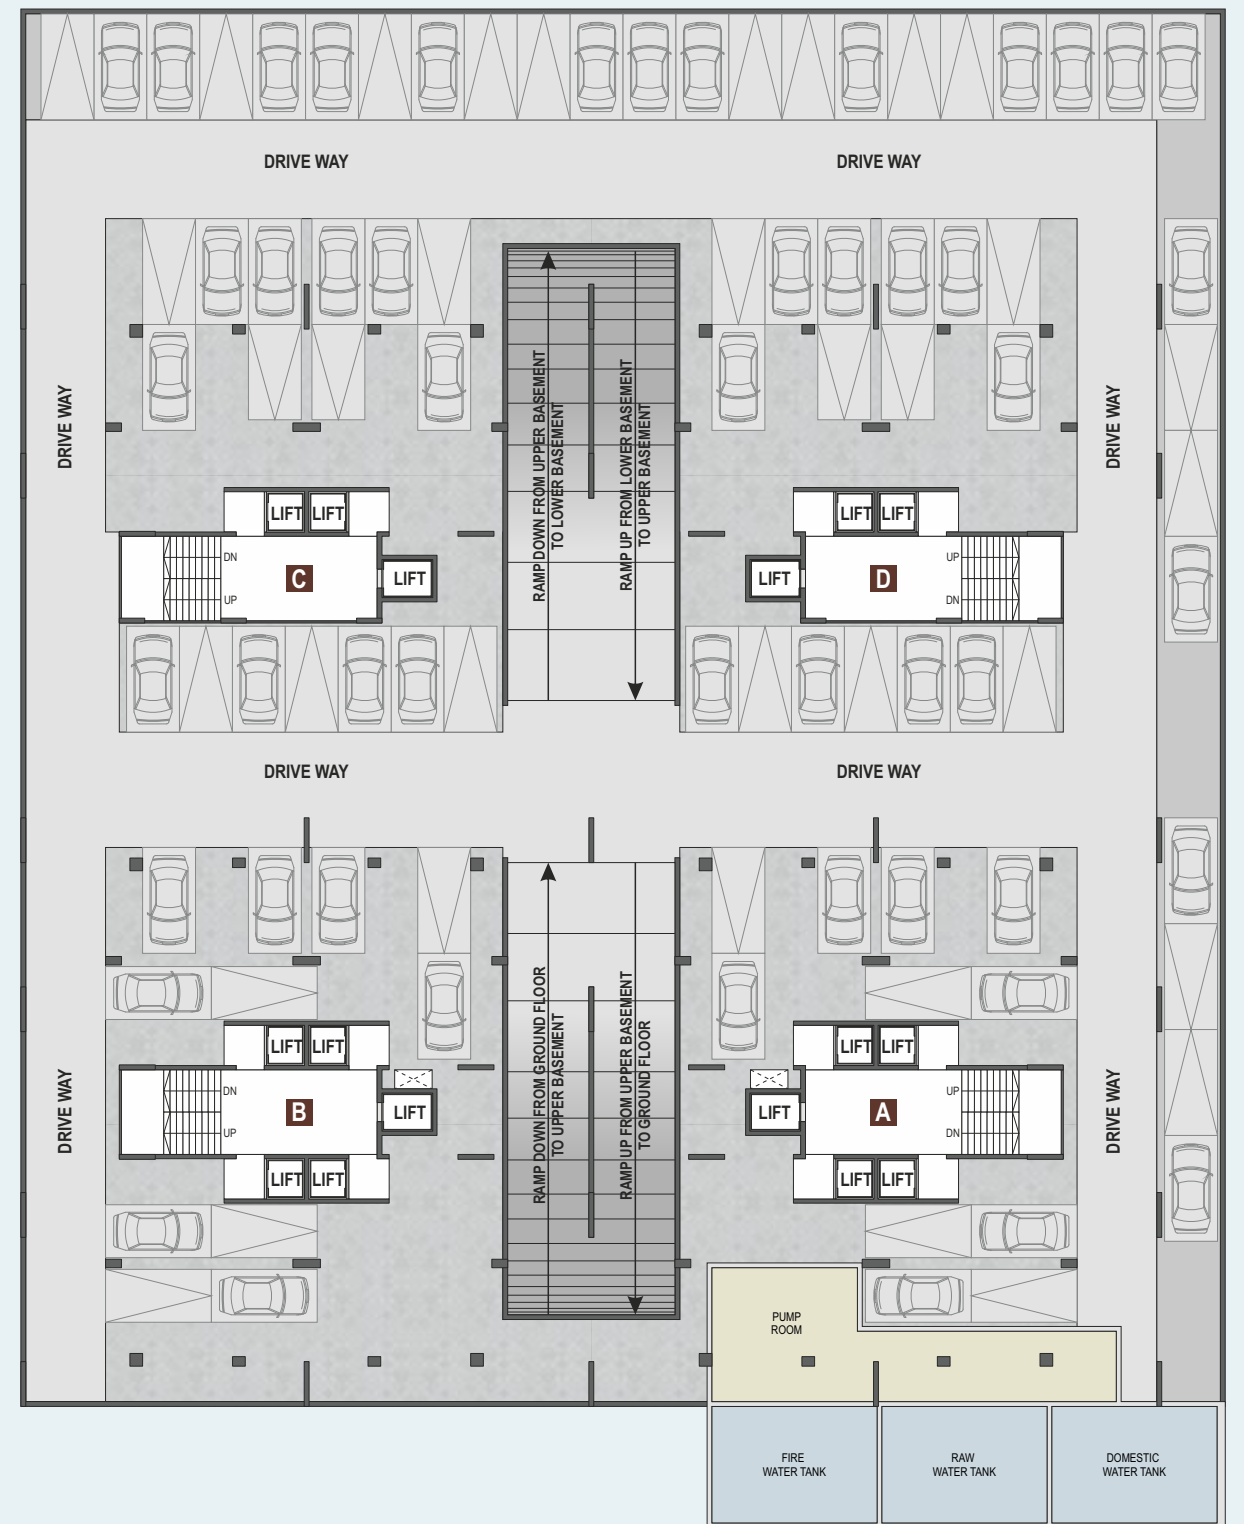 DRIVE WAY
DRIVE WAY
DRIVE WAY
RAMP DOWN FROM UPPER BASEMENT
TO LOWER BASEMENT
RAMP UP FROM LOWER BASEMENT
TO UPPER BASEMENT
DRIVE WAY
LIFT
LIFT
LIFT
LIFT
DN
UP
C
LIFT
LIFT
D
UP
DN
DRIVE WAY
DRIVE WAY
DRIVE WAY
RAMP DOWN FROM GROUND FLOOR
TO UPPER BASEMENT
RAMP UP FROM UPPER BASEMENT
TO GROUND FLOOR
DRIVE WAY
LIFT
LIFT
LIFT
LIFT
DN
UP
B
LIFT
LIFT
A
UP
DN
LIFT
LIFT
LIFT
LIFT
PUMP
ROOM
FIRE
WATER TANK
RAW
WATER TANK
DOMESTIC
WATER TANK